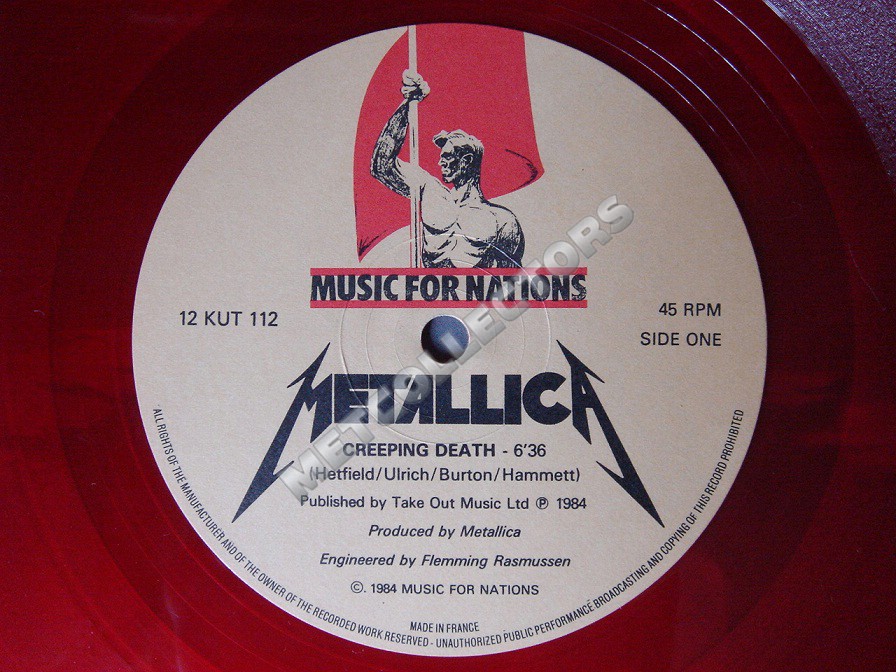 MUSIC FOR NATIONS
12 KUT 112
45 RPM
SIDE ONE
METALLICA
CREEPING DEATH - 6'36
(Hetfield/Ulrich/Burton/Hammett)
Published by Take Out Music Ltd ℗ 1984
Produced by Metallica
Engineered by Flemming Rasmussen
©. 1984 MUSIC FOR NATIONS
MADE IN FRANCE
ALL RIGHTS OF THE MANUFACTURER AND OF THE OWNER OF THE RECORDED WORK RESERVED - UNAUTHORIZED PUBLIC PERFORMANCE BROADCASTING AND COPYING OF THIS RECORD PROHIBITED
METCOLLECTORS